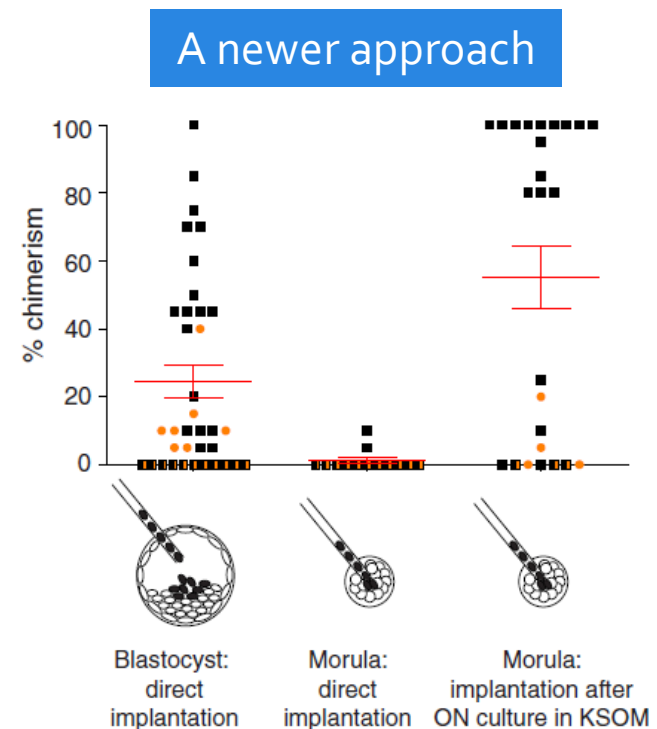 A newer approach
% chimerism
100
80
60
40
20
0
Blastocyst:
direct
implantation
Morula:
direct
implantation
Morula:
implantation after
ON culture in KSOM